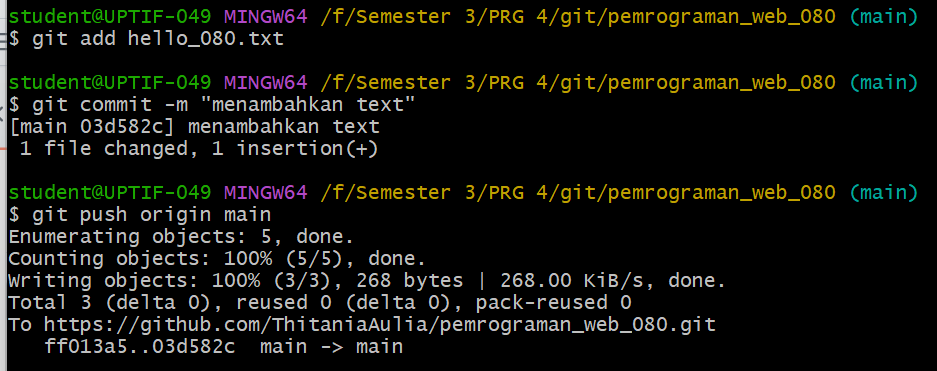 student@UPTIF-049 MINGW64 /f/Semester 3/PRG 4/git/pemrograman_web_080 (main)
$ git add hello_080.txt
student@UPTIF-049 MINGW64 /f/Semester 3/PRG 4/git/pemrograman_web_080 (main)
$ git commit -m "menambahkan text"
[main 03d582c] menambahkan text
 1 file changed, 1 insertion(+)
student@UPTIF-049 MINGW64 /f/Semester 3/PRG 4/git/pemrograman_web_080 (main)
$ git push origin main
Enumerating objects: 5, done.
Counting objects: 100% (5/5), done.
Writing objects: 100% (3/3), 268 bytes | 268.00 KiB/s, done.
Total 3 (delta 0), reused 0 (delta 0), pack-reused 0
To https://github.com/ThitaniaAulia/pemrograman_web_080.git
   ff013a5..03d582c  main -> main